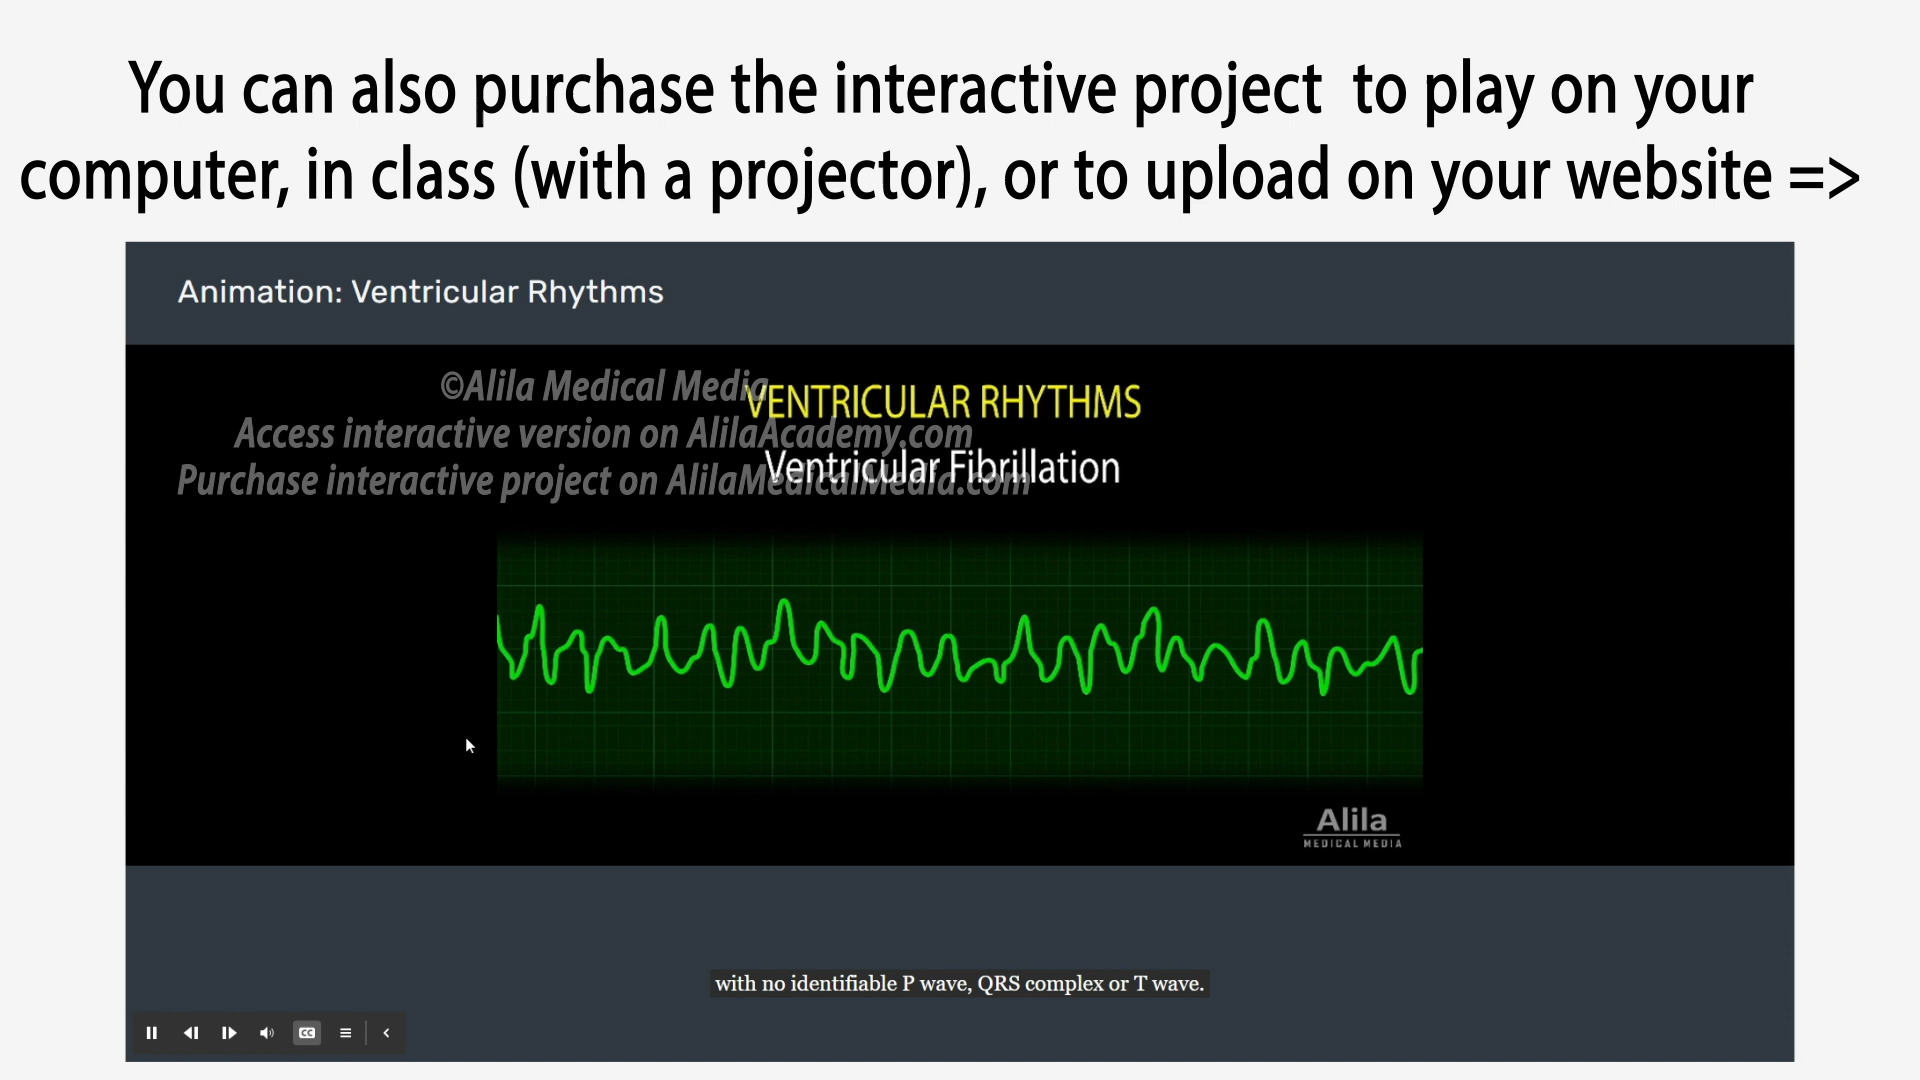 You can also purchase the interactive project to play on your
computer, in class (with a projector), or to upload on your website =>
Animation: Ventricular Rhythms
©Alila Medical Media
VENTRICULAR RHYTHMS
Access interactive version on AlilaAcademy.com
Ventricular Fibrillation
Purchase interactive project on AlilaMedicalMedia.com
Alila
MEDICAL MEDIA
with no identifiable P wave, QRS complex or T wave.
CC